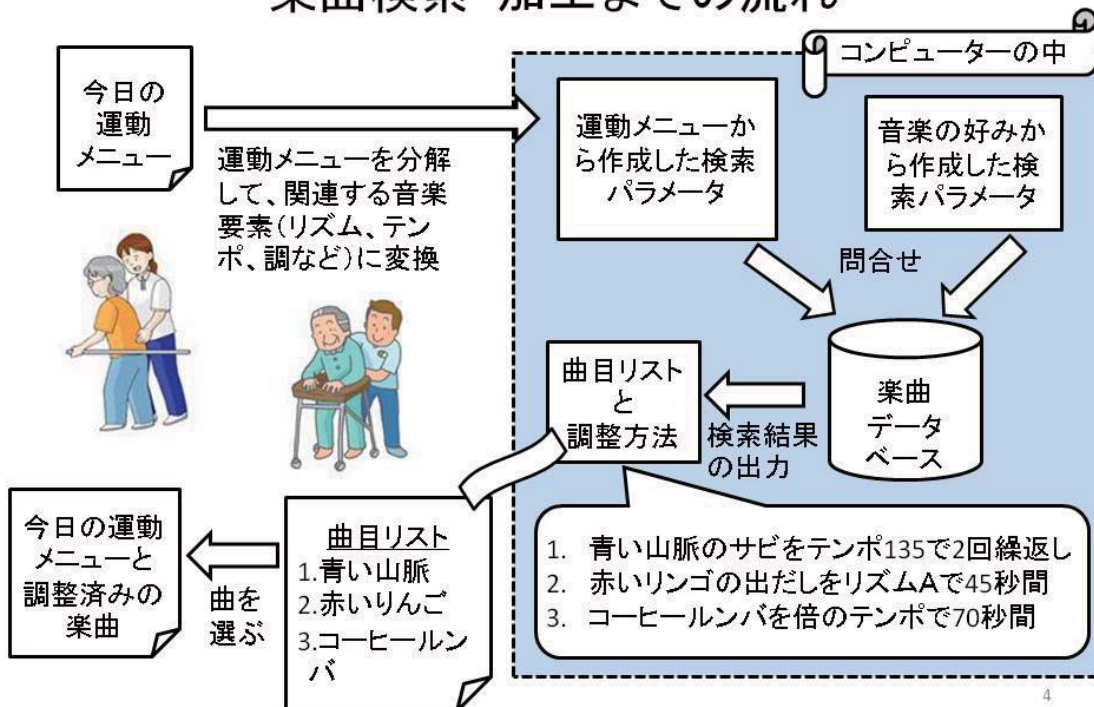 楽曲検索・加工までの流れ
コンピューターの中
今日の
運動
メニュー
運動メニューを分解
して、関連する音楽
要素(リズム、テン
ポ、調など)に変換
運動メニューか
ら作成した検索
パラメータ
音楽の好みか
ら作成した検
索パラメータ
問合せ
楽曲
データ
ベース
検索結果
の出力
曲目リスト
と
調整方法
1. 青い山脈のサビをテンポ135で2回繰返し
2. 赤いリンゴの出だしをリズムAで45秒間
3. コーヒールンバを倍のテンポで70秒間
曲目リスト
1.青い山脈
2.赤いりんご
3.コーヒールン
バ
曲を
選ぶ
今日の運動
メニューと
調整済みの
楽曲
4